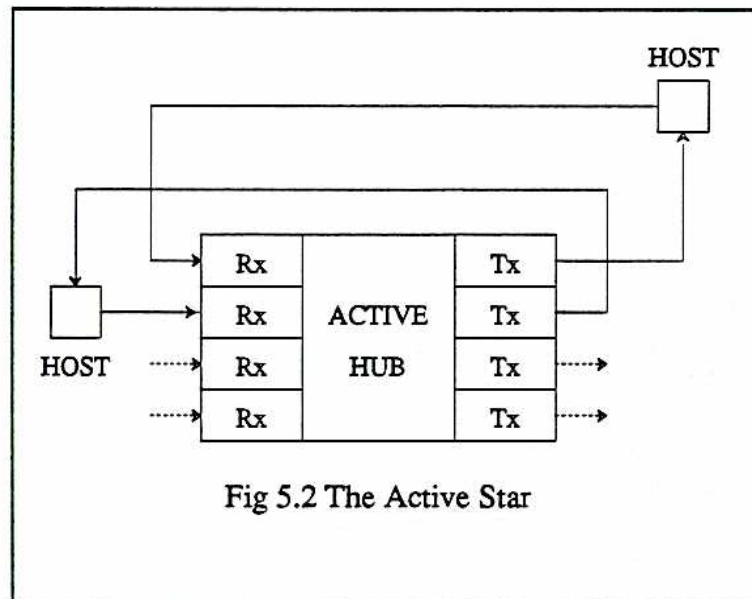 HOST
Rx
Tx
Rx
ACTIVE
Tx
HOST
Rx
HUB
Tx
Rx
Tx
Fig 5.2 The Active Star